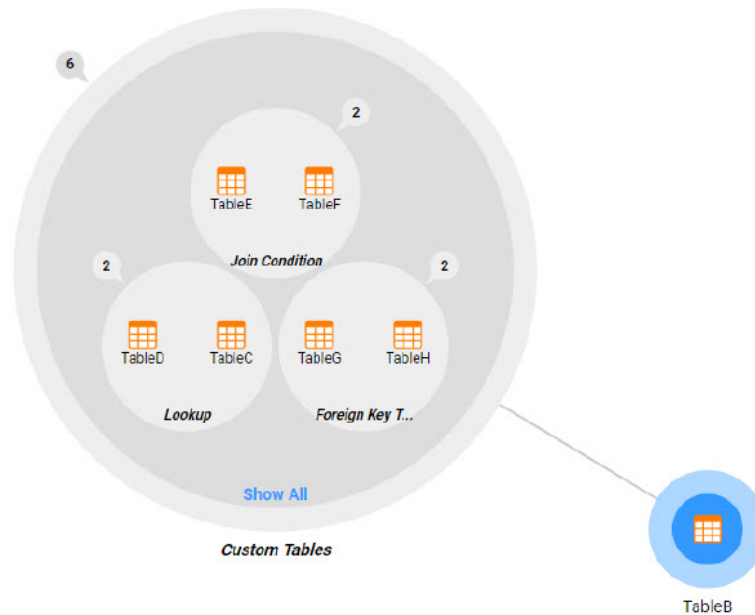 6
2
TableE TableF
Join Condition
2 2
TableD TableC TableG TableH
Lookup Foreign Key T...
Show All
Custom Tables
TableB